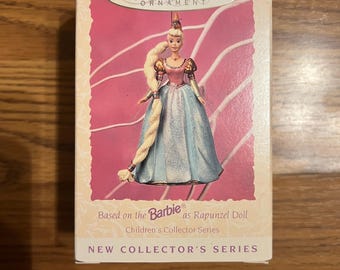 ORNAMENT
Based on the Barbie® as Rapunzel Doll
Children's Collector Series
NEW COLLECTOR'S SERIES